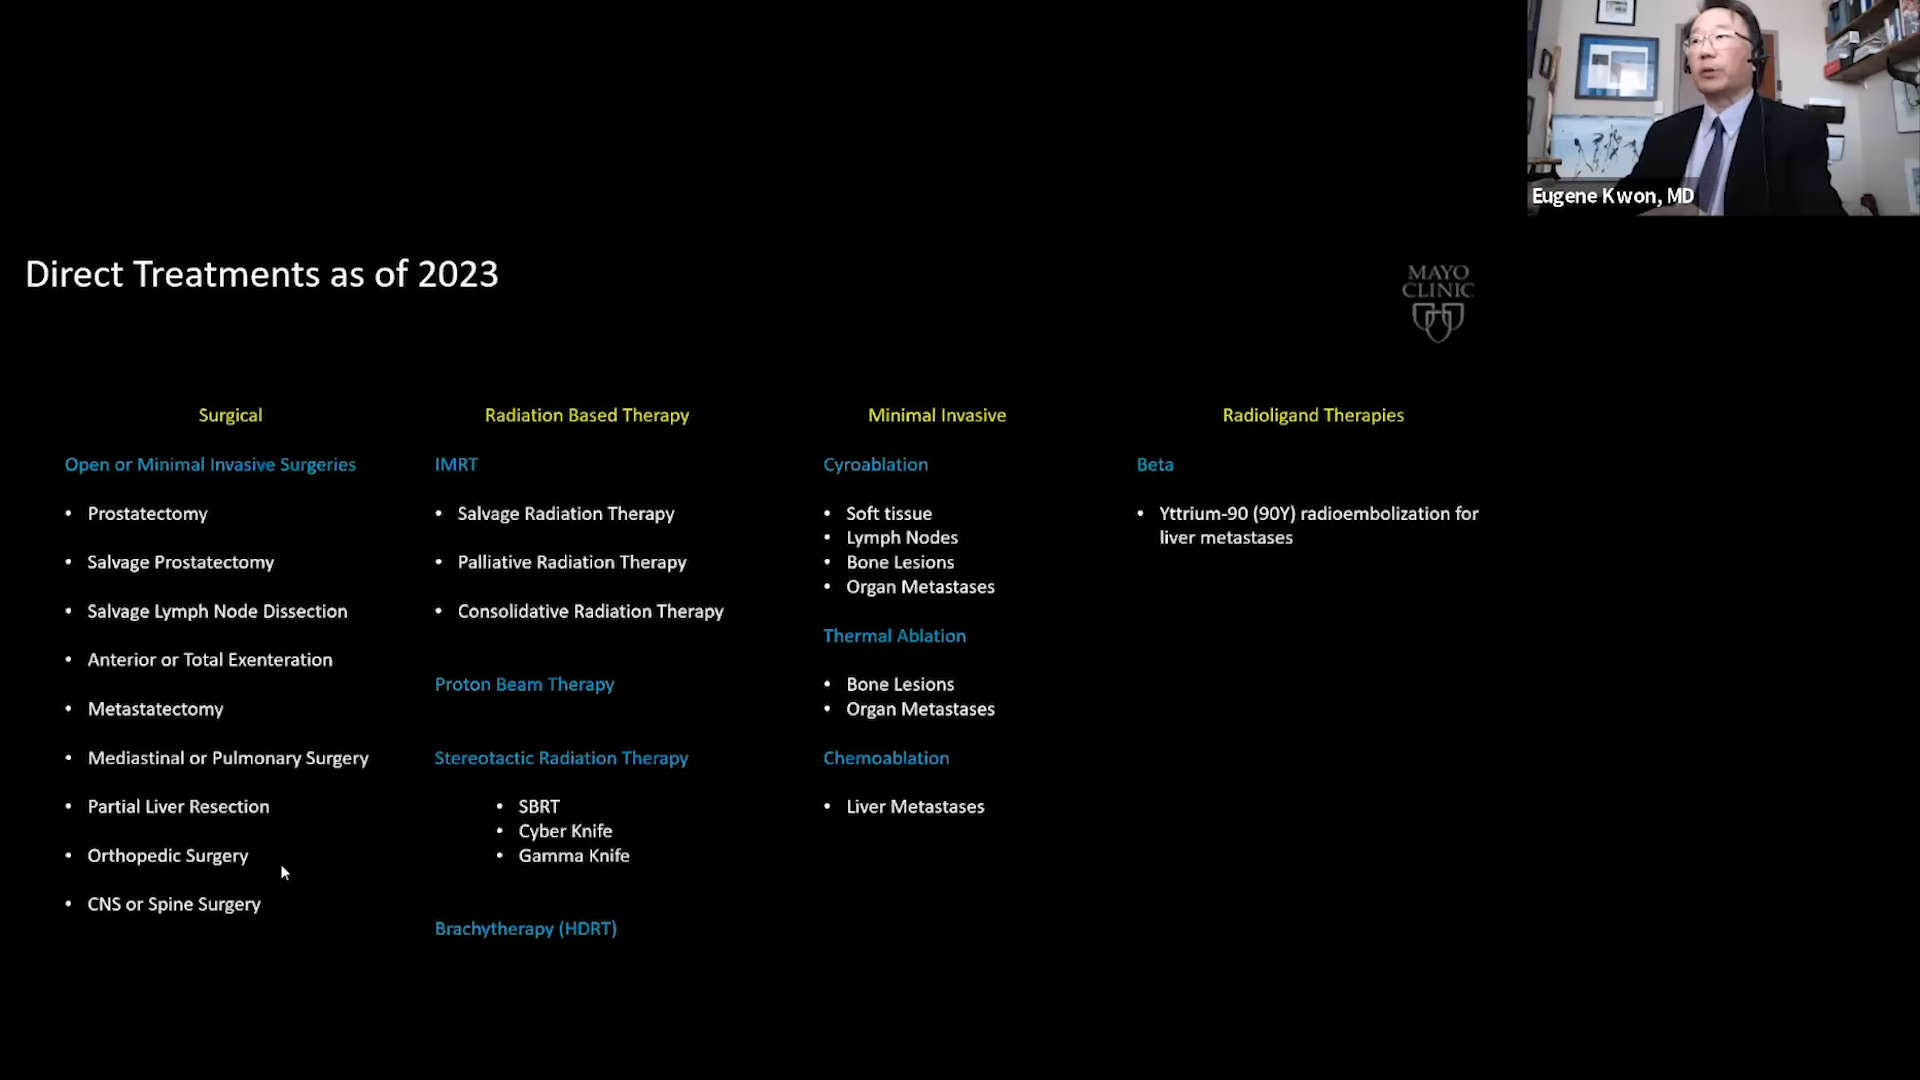 Eugene Kwon, MD
Direct Treatments as of 2023
MAYO
CLINIC
Surgical
Open or Minimal Invasive Surgeries
• Prostatectomy
• Salvage Prostatectomy
• Salvage Lymph Node Dissection
• Anterior or Total Exenteration
• Metastatectomy
• Mediastinal or Pulmonary Surgery
• Partial Liver Resection
• Orthopedic Surgery
• CNS or Spine Surgery
Radiation Based Therapy
IMRT
• Salvage Radiation Therapy
• Palliative Radiation Therapy
• Consolidative Radiation Therapy
Proton Beam Therapy
Stereotactic Radiation Therapy
• SBRT
• Cyber Knife
• Gamma Knife
Brachytherapy (HDRT)
Minimal Invasive
Cyroablation
• Soft tissue
• Lymph Nodes
• Bone Lesions
• Organ Metastases
Thermal Ablation
• Bone Lesions
• Organ Metastases
Chemoablation
• Liver Metastases
Radioligand Therapies
Beta
• Yttrium-90 (90Y) radioembolization for
liver metastases